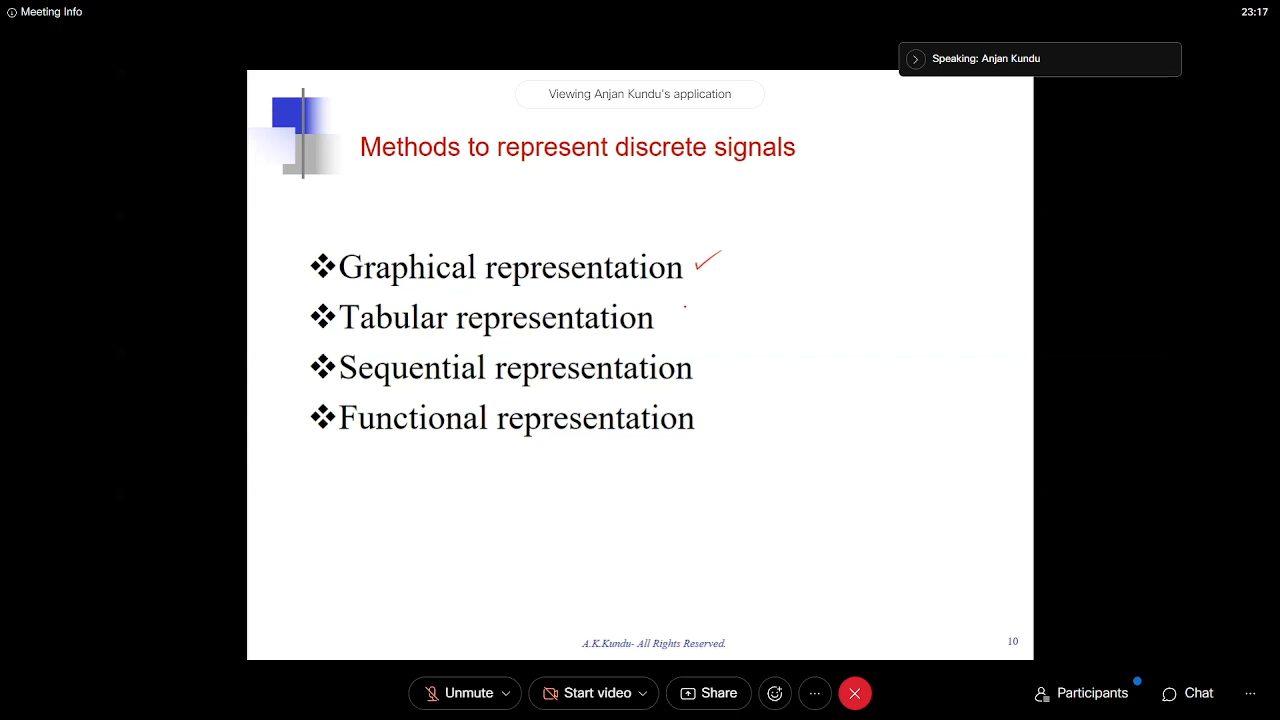 Meeting Info
23:17
Speaking: Anjan Kundu
Viewing Anjan Kundu's application
Methods to represent discrete signals
❖Graphical representation
❖Tabular representation
❖Sequential representation
❖Functional representation
A.K.Kundu- All Rights Reserved.
10
Unmute
Start video
Share
Participants
Chat